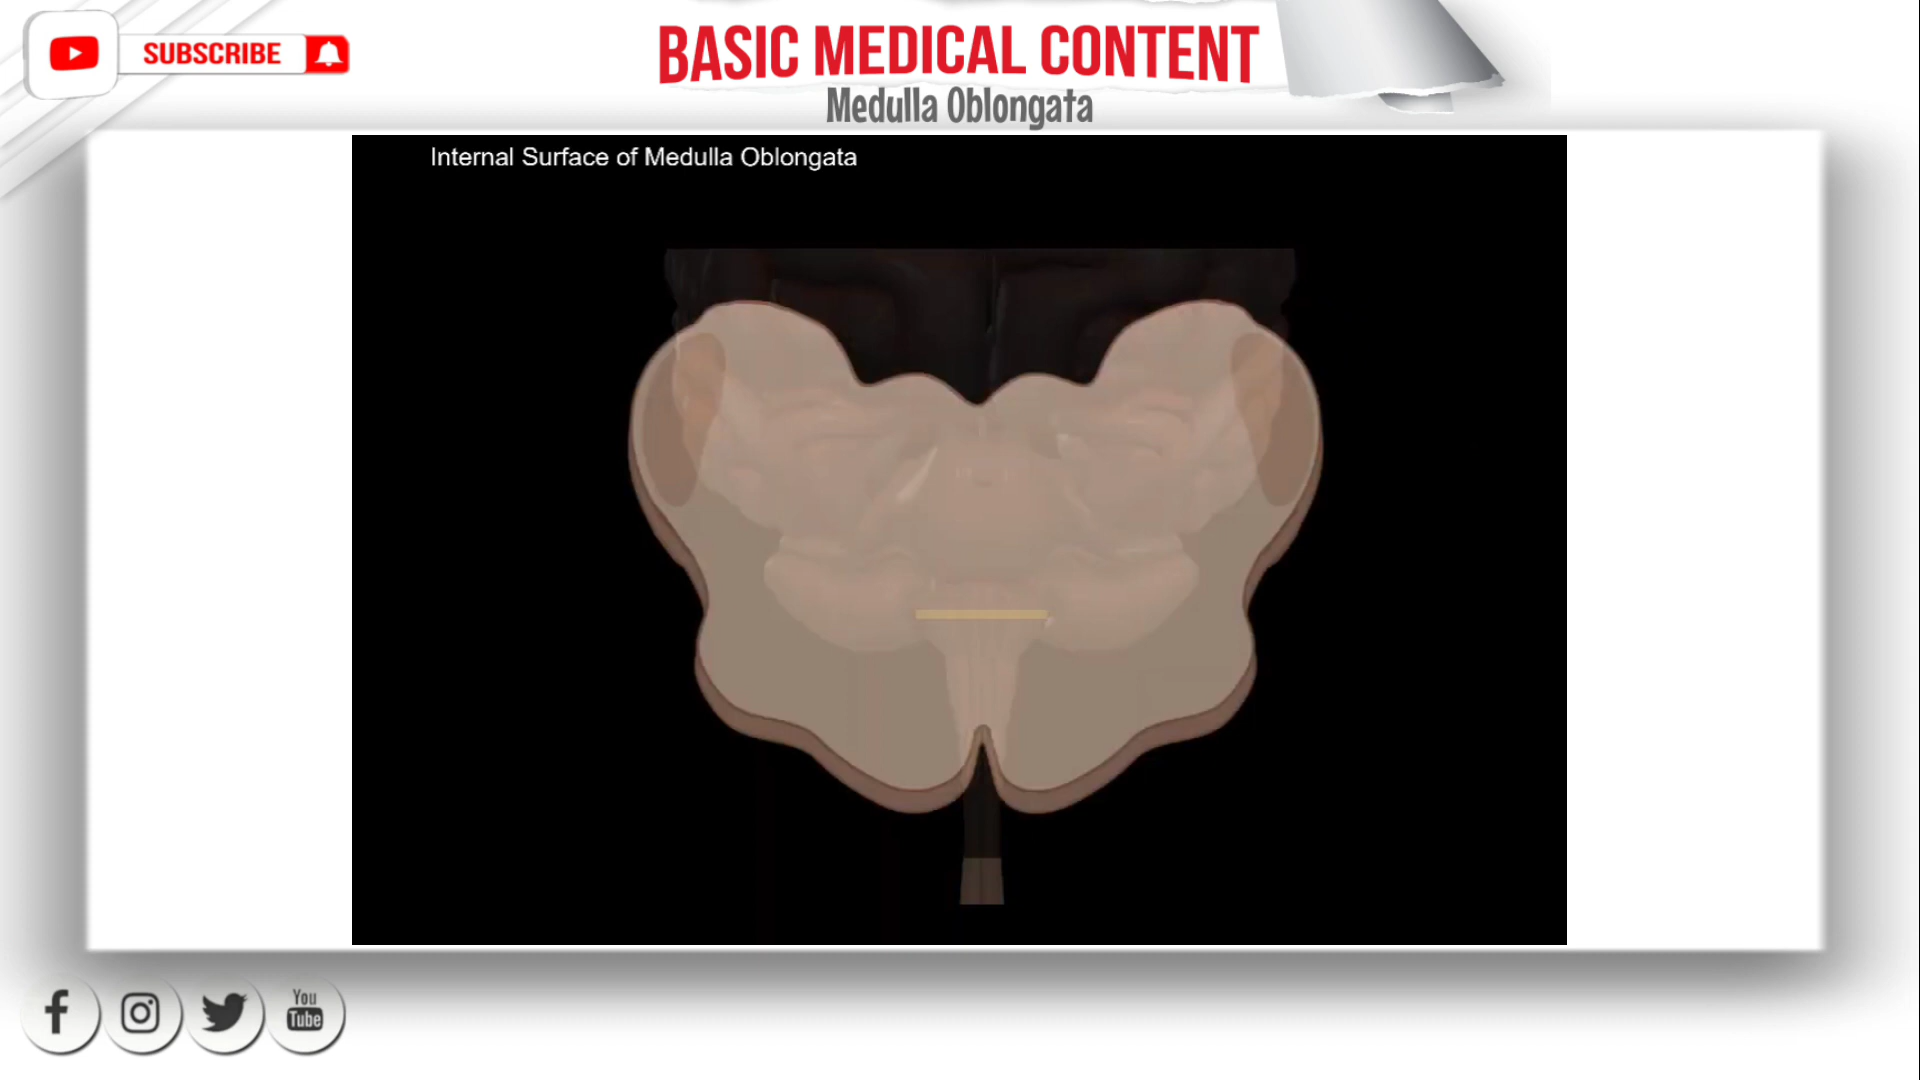 SUBSCRIBE
BASIC MEDICAL CONTENT
Medulla Oblongata
Internal Surface of Medulla Oblongata
You
Tube